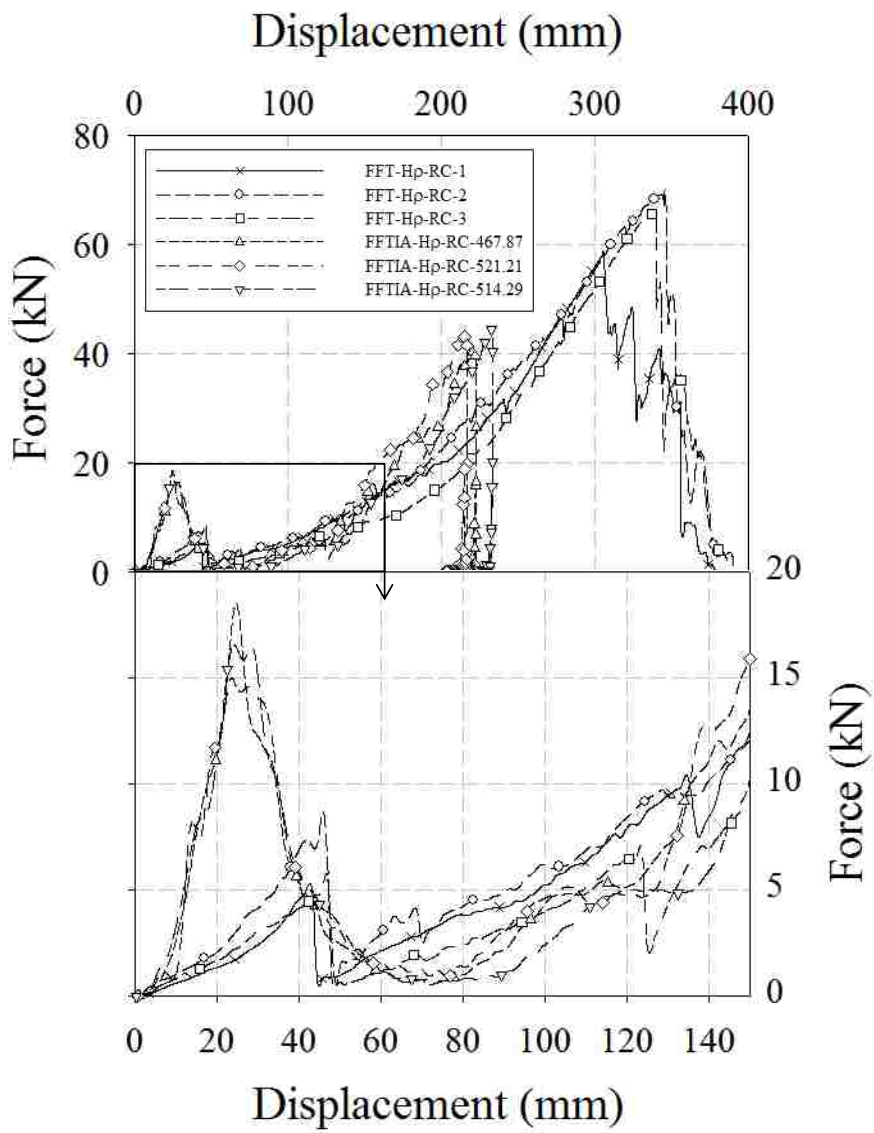 Displacement (mm)
0 100 200 300 400
80
60
40
20
0
Force (kN)
FFT-Hρ-RC-1
FFT-Hρ-RC-2
FFT-Hρ-RC-3
FFTIA-Hρ-RC-467.87
FFTIA-Hρ-RC-521.21
FFTIA-Hρ-RC-514.29
20
15
10
5
0
Force (kN)
0 20 40 60 80 100 120 140
Displacement (mm)